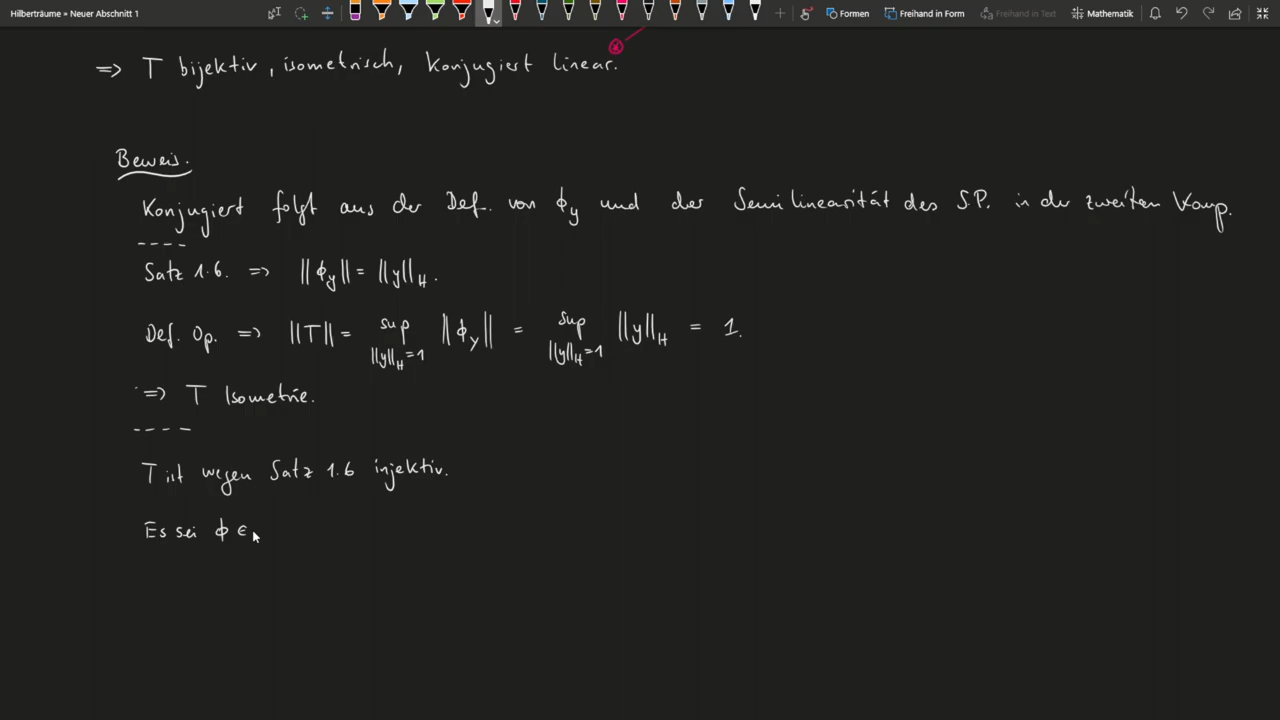 Hilberträume » Neuer Abschnitt 1 Formen Freihand in Form Freihand in Text Mathematik
=> T bijektiv, isometrisch, Konjugiert linear.
Beweis.
Konjugiert folgt aus der Def. von ϕ_y und der Semilinearität des S.P. in der zweiten Komp.
----
Satz 1.6. => ||ϕ_y|| = ||y||_H.
Def. Op. => ||T|| = sup_{||y||_H=1} ||ϕ_y|| = sup_{||y||_H=1} ||y||_H = 1.
=> T Isometrie.
----
T ist wegen Satz 1.6 injektiv.
Es sei ϕ ∈